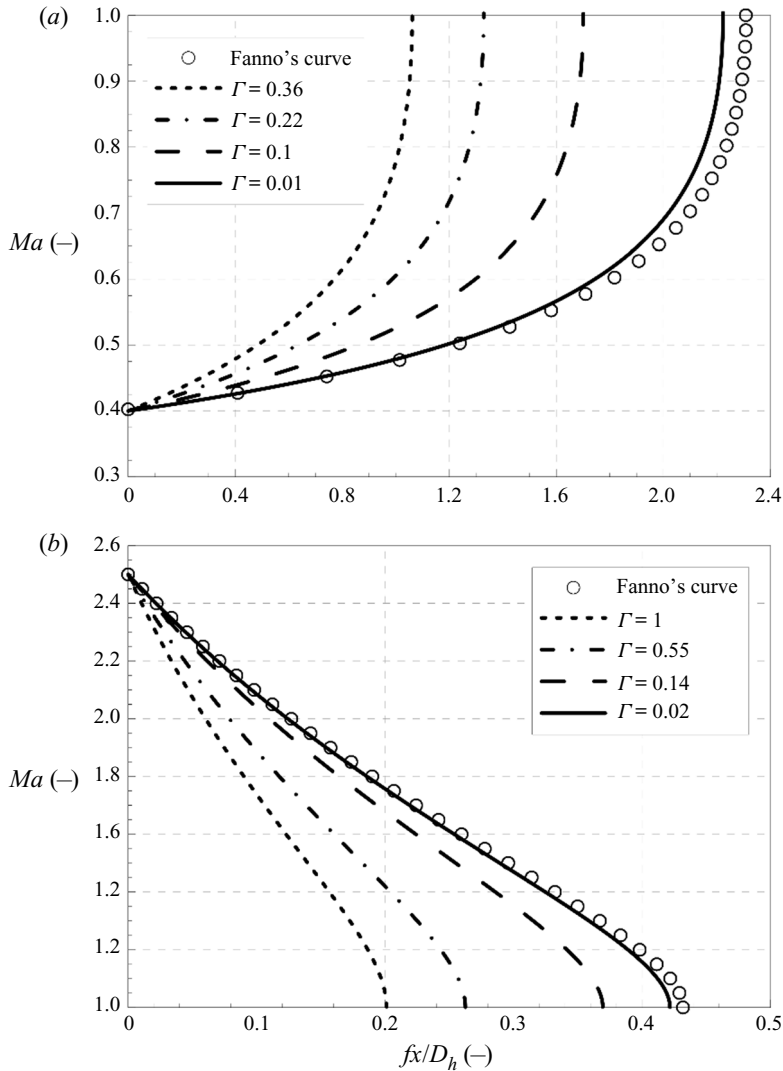 (a)
1.0
0.9
0.8
0.7
0.6
0.5
0.4
0.3
Ma (–)
Fanno's curve
Γ = 0.36
Γ = 0.22
Γ = 0.1
Γ = 0.01
0 0.4 0.8 1.2 1.6 2.0 2.4
(b)
2.6
2.4
2.2
2.0
1.8
1.6
1.2
1.2
1.0
Ma (–)
Fanno's curve
Γ = 1
Γ = 0.55
Γ = 0.14
Γ = 0.02
0 0.1 0.2 0.3 0.4 0.5
fx/D_h (–)